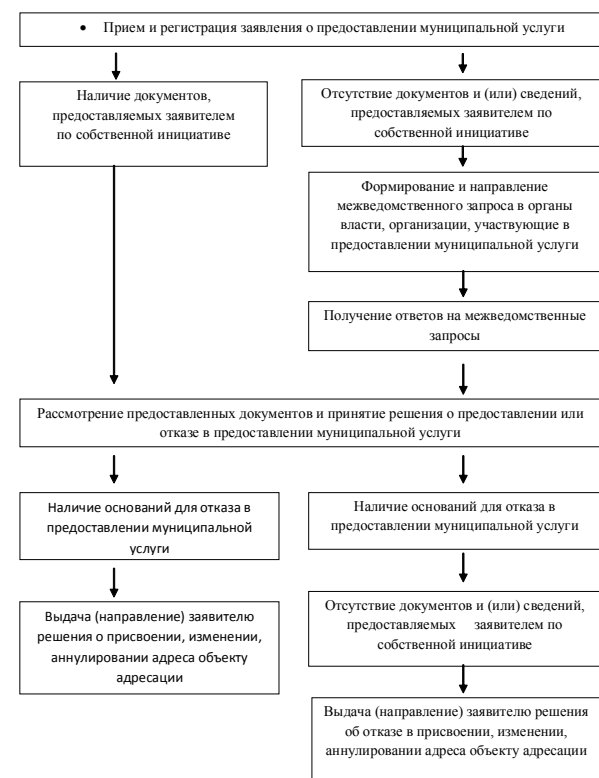 • Прием и регистрация заявления о предоставлении муниципальной услуги
Наличие документов,
предоставляемых заявителем
по собственной инициативе
Отсутствие документов и (или) сведений,
предоставляемых заявителем по
собственной инициативе
Формирование и направление
межведомственного запроса в органы
власти, организации, участвующие в
предоставлении муниципальной услуги
Получение ответов на межведомственные
запросы
Рассмотрение предоставленных документов и принятие решения о предоставлении или
отказе в предоставлении муниципальной услуги
Наличие оснований для отказа в
предоставлении муниципальной
услуги
Наличие оснований для отказа в
предоставлении муниципальной услуги
Выдача (направление) заявителю
решения о присвоении, изменении,
аннулировании адреса объекту
адресации
Отсутствие документов и (или) сведений,
предоставляемых заявителем по
собственной инициативе
Выдача (направление) заявителю решения
об отказе в присвоении, изменении,
аннулировании адреса объекту адресации